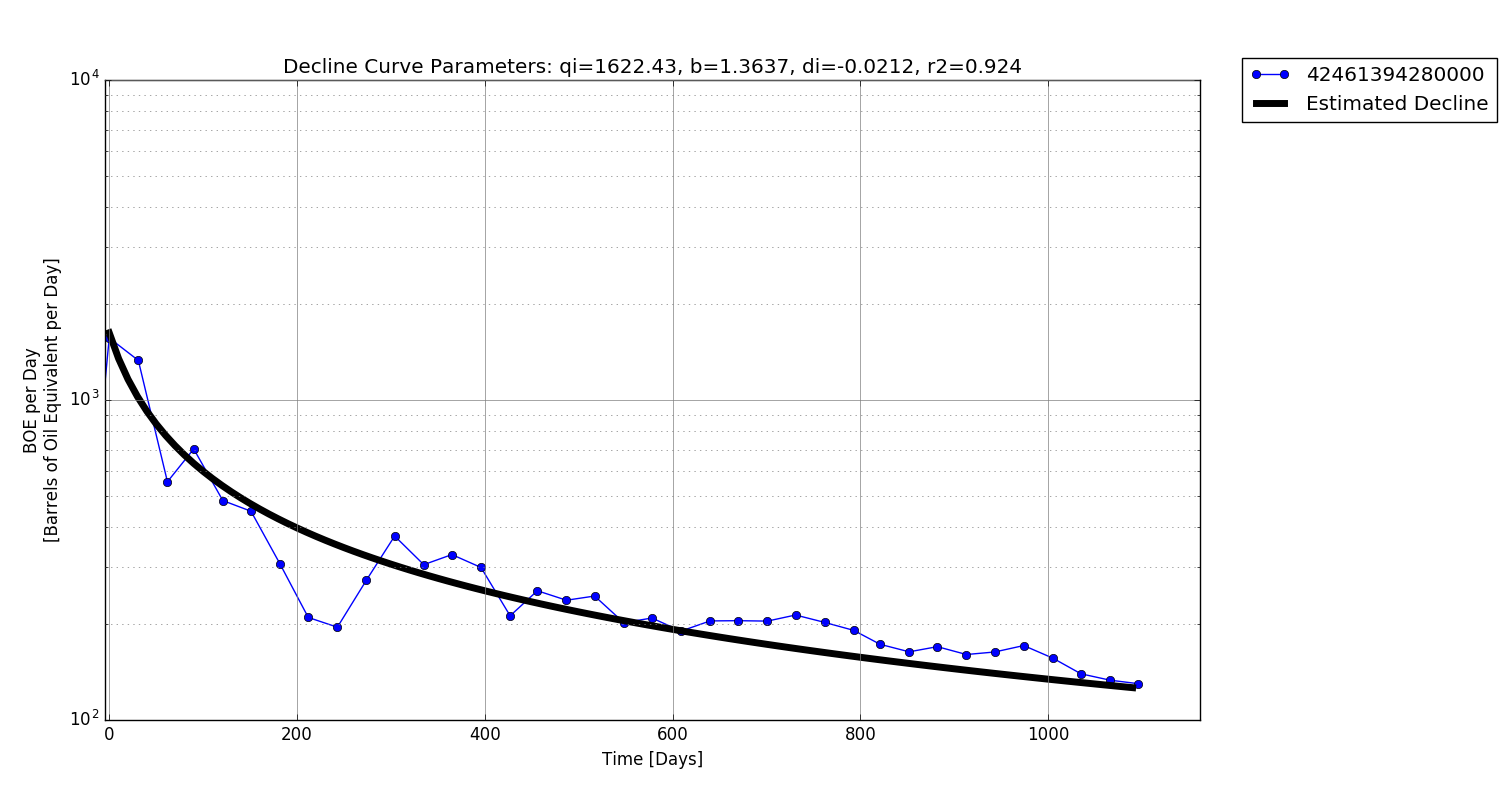 Decline Curve Parameters: qi=1622.43, b=1.3637, di=-0.0212, r2=0.924
42461394280000
Estimated Decline
BOE per Day
[Barrels of Oil Equivalent per Day]
10^4
10^3
10^2
0 200 400 600 800 1000
Time [Days]